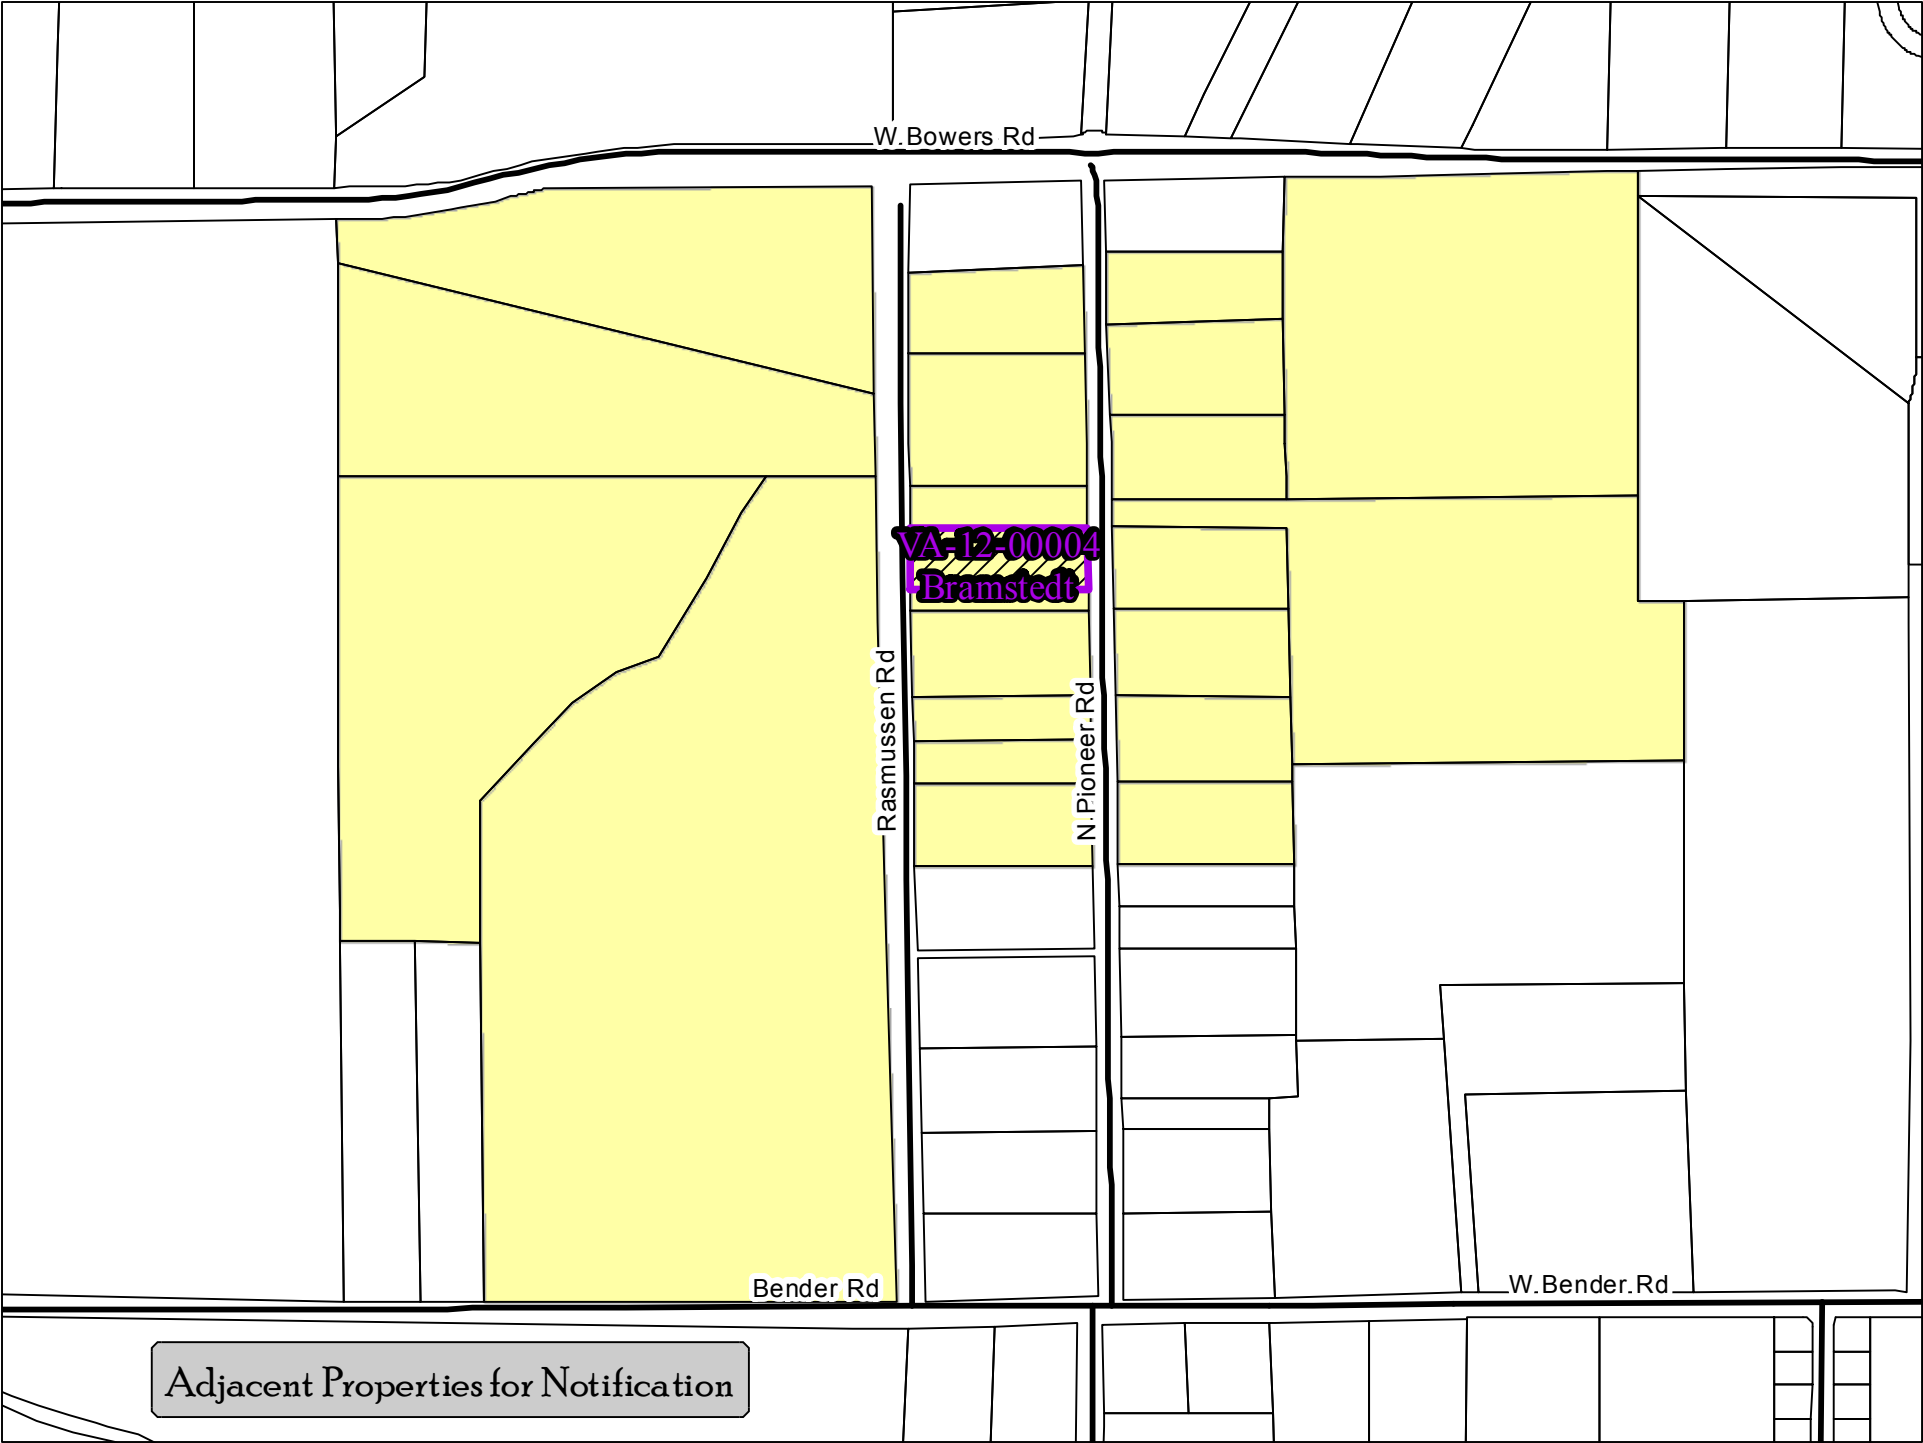 W. Bowers Rd
VA-12-00004
Bramstedt
Rasmussen Rd
N Pioneer Rd
Bender Rd
W Bender Rd
Adjacent Properties for Notification